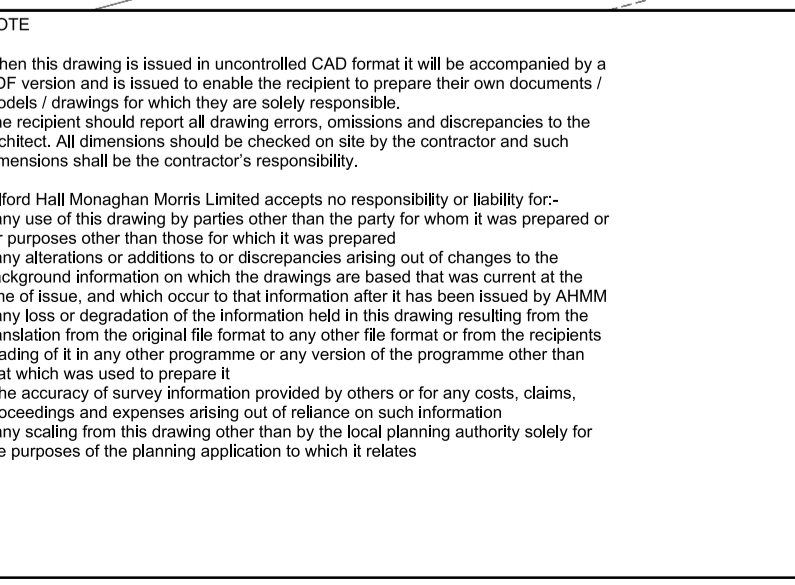 OTE
hen this drawing is issued in uncontrolled CAD format it will be accompanied by a
DF version and is issued to enable the recipient to prepare their own documents /
odels / drawings for which they are solely responsible.
e recipient should report all drawing errors, omissions and discrepancies to the
chitect. All dimensions should be checked on site by the contractor and such
mensions shall be the contractor's responsibility.
lford Hall Monaghan Morris Limited accepts no responsibility or liability for:-
any use of this drawing by parties other than the party for whom it was prepared or
r purposes other than those for which it was prepared
any alterations or additions to or discrepancies arising out of changes to the
ackground information on which the drawings are based that was current at the
me of issue, and which occur to that information after it has been issued by AHMM
any loss or degradation of the information held in this drawing resulting from the
anslation from the original file format to any other file format or from the recipients
ading of it in any other programme or any version of the programme other than
at which was used to prepare it
he accuracy of survey information provided by others or for any costs, claims,
oceedings and expenses arising out of reliance on such information
any scaling from this drawing other than by the local planning authority solely for
e purposes of the planning application to which it relates